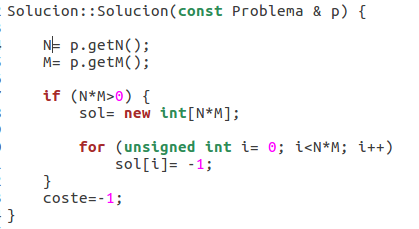 Solucion::Solucion(const Problema & p) {
N= p.getN();
M= p.getM();
if (N*M>0) {
sol= new int[N*M];
for (unsigned int i= 0; i<N*M; i++)
sol[i]= -1;
}
coste=-1;
}